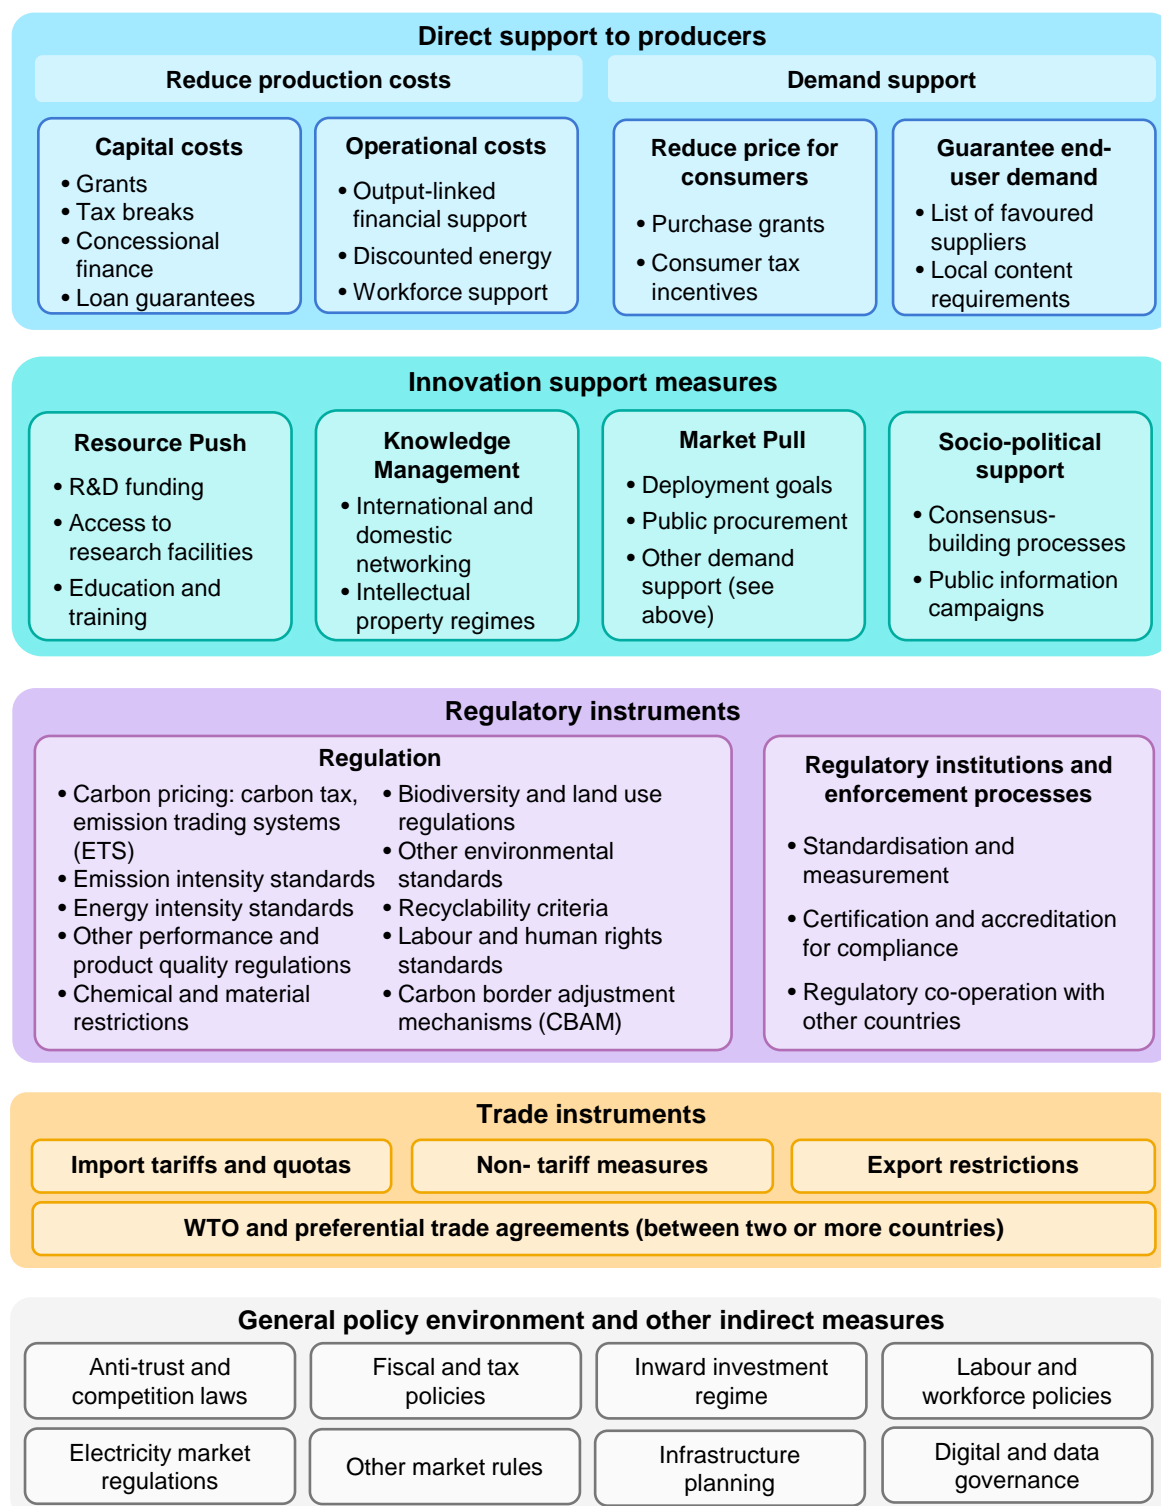 Direct support to producers
Reduce production costs
Demand support
Capital costs
• Grants
• Tax breaks
• Concessional
finance
• Loan guarantees
Operational costs
• Output-linked
financial support
• Discounted energy
• Workforce support
Reduce price for
consumers
• Purchase grants
• Consumer tax
incentives
Guarantee end-
user demand
• List of favoured
suppliers
• Local content
requirements
Innovation support measures
Resource Push
• R&D funding
• Access to
research facilities
• Education and
training
Knowledge
Management
• International and
domestic
networking
• Intellectual
property regimes
Market Pull
• Deployment goals
• Public procurement
• Other demand
support (see
above)
Socio-political
support
• Consensus-
building processes
• Public information
campaigns
Regulatory instruments
Regulation
• Carbon pricing: carbon tax,
emission trading systems
(ETS)
• Emission intensity standards
• Energy intensity standards
• Other performance and
product quality regulations
• Chemical and material
restrictions
• Biodiversity and land use
regulations
• Other environmental
standards
• Recyclability criteria
• Labour and human rights
standards
• Carbon border adjustment
mechanisms (CBAM)
Regulatory institutions and
enforcement processes
• Standardisation and
measurement
• Certification and accreditation
for compliance
• Regulatory co-operation with
other countries
Trade instruments
Import tariffs and quotas
Non- tariff measures
Export restrictions
WTO and preferential trade agreements (between two or more countries)
General policy environment and other indirect measures
Anti-trust and
competition laws
Fiscal and tax
policies
Inward investment
regime
Labour and
workforce policies
Electricity market
regulations
Other market rules
Infrastructure
planning
Digital and data
governance